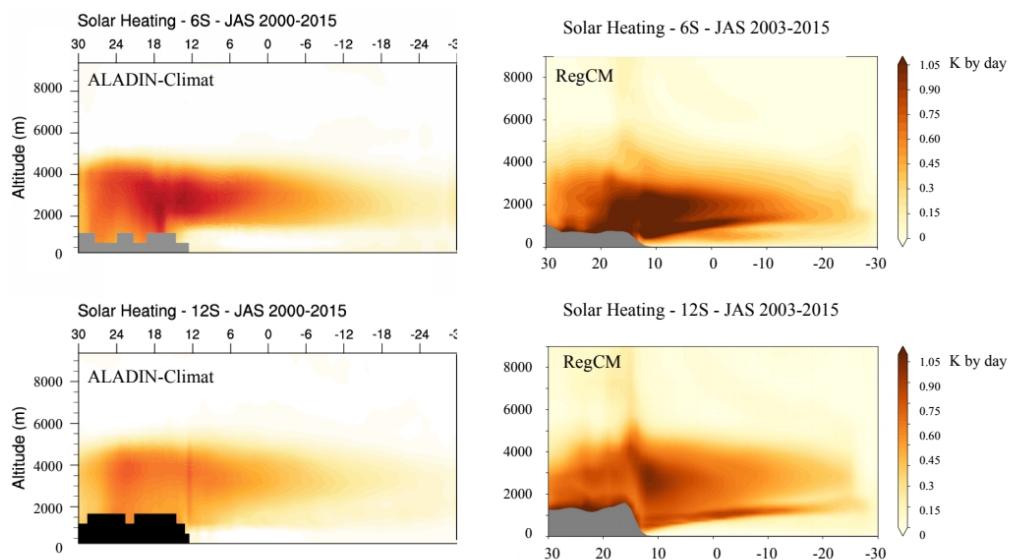 Solar Heating - 6S - JAS 2000-2015
30 24 18 12 6 0 -6 -12 -18 -24 -3
ALADIN-Climat
Altitude (m)
8000
6000
4000
2000
0
Solar Heating - 6S - JAS 2003-2015
RegCM
8000
6000
4000
2000
0
30 20 10 0 -10 -20 -30
K by day
1.05
0.90
0.75
0.60
0.45
0.3
0.15
0
Solar Heating - 12S - JAS 2000-2015
30 24 18 12 6 0 -6 -12 -18 -24 -3
ALADIN-Climat
Altitude (m)
8000
6000
4000
2000
0
Solar Heating - 12S - JAS 2003-2015
RegCM
8000
6000
4000
2000
0
30 20 10 0 -10 -20 -30
K by day
1.05
0.90
0.75
0.60
0.45
0.3
0.15
0